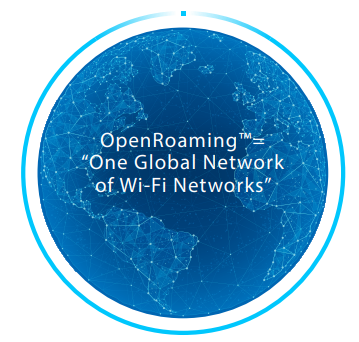 OpenRoaming™=
“One Global Network
of Wi-Fi Networks”